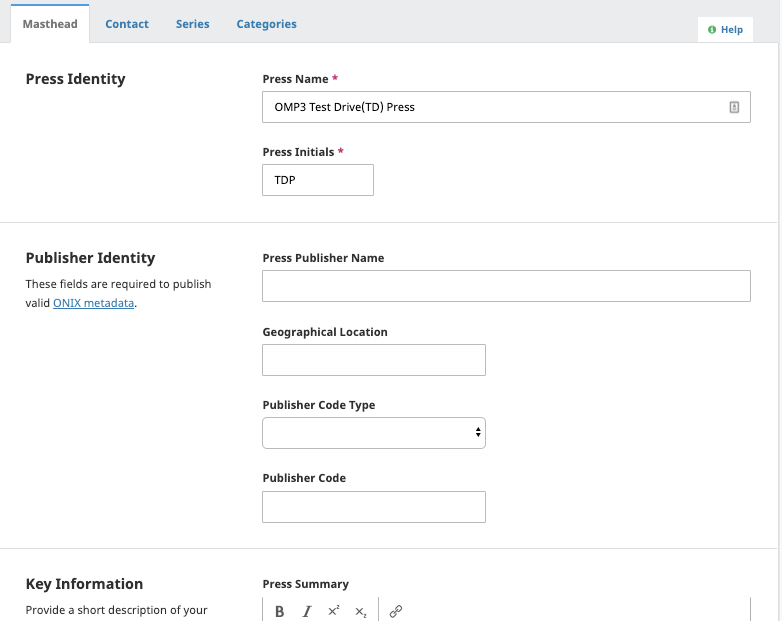 Masthead Contact Series Categories
Help
Press Identity
Press Name *
OMP3 Test Drive(TD) Press
Press Initials *
TDP
Publisher Identity
These fields are required to publish
valid ONIX metadata.
Press Publisher Name
Geographical Location
Publisher Code Type
Publisher Code
Key Information
Provide a short description of your
Press Summary
B I x² x₂